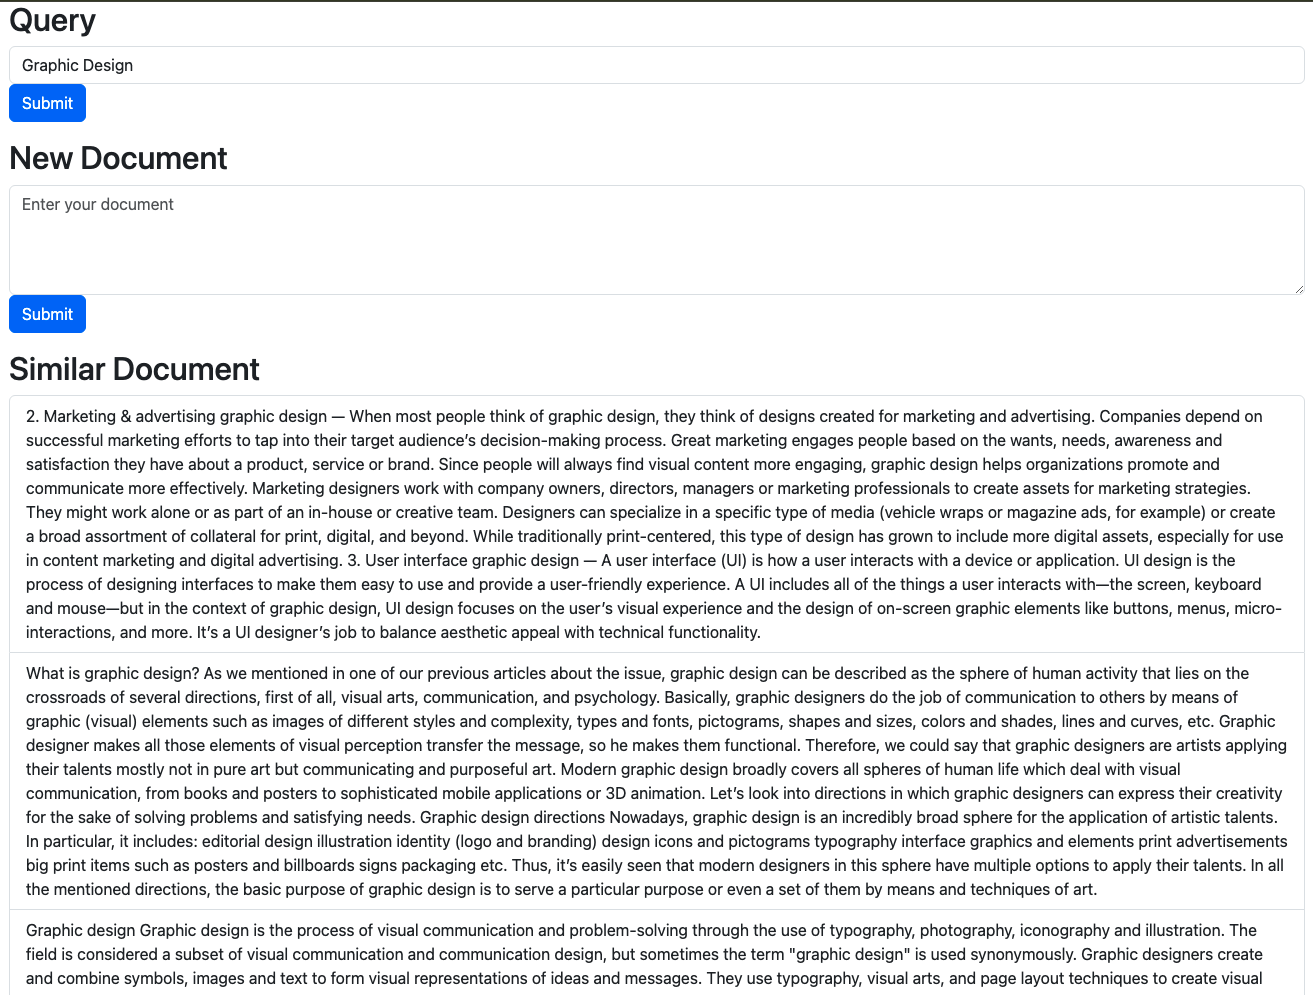 Query
Graphic Design
Submit
New Document
Enter your document
Submit
Similar Document
2. Marketing & advertising graphic design — When most people think of graphic design, they think of designs created for marketing and advertising. Companies depend on
successful marketing efforts to tap into their target audience’s decision-making process. Great marketing engages people based on the wants, needs, awareness and
satisfaction they have about a product, service or brand. Since people will always find visual content more engaging, graphic design helps organizations promote and
communicate more effectively. Marketing designers work with company owners, directors, managers or marketing professionals to create assets for marketing strategies.
They might work alone or as part of an in-house or creative team. Designers can specialize in a specific type of media (vehicle wraps or magazine ads, for example) or create
a broad assortment of collateral for print, digital, and beyond. While traditionally print-centered, this type of design has grown to include more digital assets, especially for use
in content marketing and digital advertising. 3. User interface graphic design — A user interface (UI) is how a user interacts with a device or application. UI design is the
process of designing interfaces to make them easy to use and provide a user-friendly experience. A UI includes all of the things a user interacts with—the screen, keyboard
and mouse—but in the context of graphic design, UI design focuses on the user’s visual experience and the design of on-screen graphic elements like buttons, menus, micro-
interactions, and more. It’s a UI designer’s job to balance aesthetic appeal with technical functionality.
What is graphic design? As we mentioned in one of our previous articles about the issue, graphic design can be described as the sphere of human activity that lies on the
crossroads of several directions, first of all, visual arts, communication, and psychology. Basically, graphic designers do the job of communication to others by means of
graphic (visual) elements such as images of different styles and complexity, types and fonts, pictograms, shapes and sizes, colors and shades, lines and curves, etc. Graphic
designer makes all those elements of visual perception transfer the message, so he makes them functional. Therefore, we could say that graphic designers are artists applying
their talents mostly not in pure art but communicating and purposeful art. Modern graphic design broadly covers all spheres of human life which deal with visual
communication, from books and posters to sophisticated mobile applications or 3D animation. Let’s look into directions in which graphic designers can express their creativity
for the sake of solving problems and satisfying needs. Graphic design directions Nowadays, graphic design is an incredibly broad sphere for the application of artistic talents.
In particular, it includes: editorial design illustration identity (logo and branding) design icons and pictograms typography interface graphics and elements print advertisements
big print items such as posters and billboards signs packaging etc. Thus, it’s easily seen that modern designers in this sphere have multiple options to apply their talents. In all
the mentioned directions, the basic purpose of graphic design is to serve a particular purpose or even a set of them by means and techniques of art.
Graphic design Graphic design is the process of visual communication and problem-solving through the use of typography, photography, iconography and illustration. The
field is considered a subset of visual communication and communication design, but sometimes the term "graphic design" is used synonymously. Graphic designers create
and combine symbols, images and text to form visual representations of ideas and messages. They use typography, visual arts, and page layout techniques to create visual